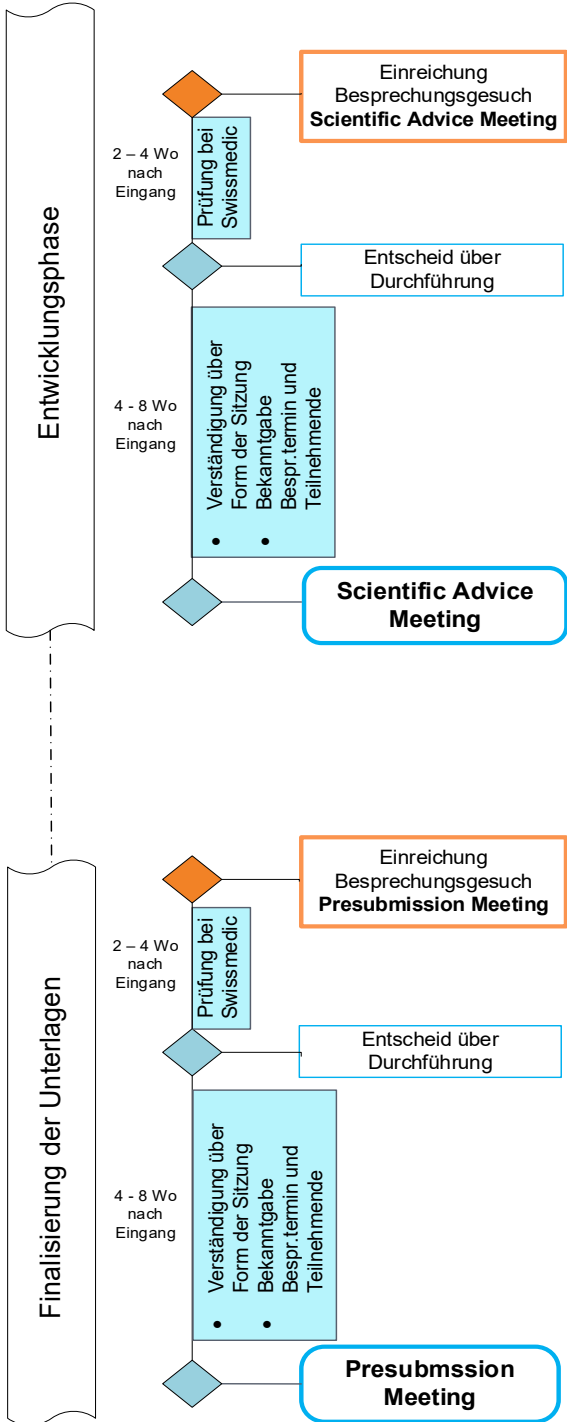 Entwicklungsphase
Einreichung
Besprechungsgesuch
Scientific Advice Meeting
2 – 4 Wo
nach
Eingang
Prüfung bei
Swissmedic
Entscheid über
Durchführung
4 - 8 Wo
nach
Eingang
• Verständigung über
Form der Sitzung
• Bekanntgabe
Bespr.termin und
Teilnehmende
Scientific Advice
Meeting
Finalisierung der Unterlagen
Einreichung
Besprechungsgesuch
Presubmission Meeting
2 – 4 Wo
nach
Eingang
Prüfung bei
Swissmedic
Entscheid über
Durchführung
4 - 8 Wo
nach
Eingang
• Verständigung über
Form der Sitzung
• Bekanntgabe
Bespr.termin und
Teilnehmende
Presubmssion
Meeting